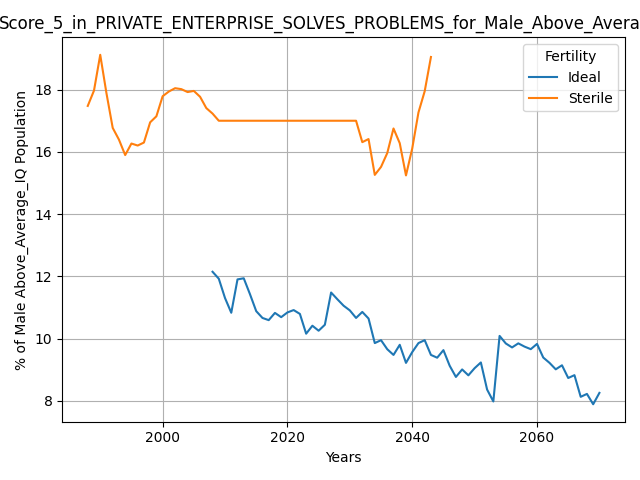 Score_5_in_PRIVATE_ENTERPRISE_SOLVES_PROBLEMS_for_Male_Above_Avera
Fertility
Ideal
Sterile
% of Male Above_Average_IQ Population
18
16
14
12
10
8
2000 2020 2040 2060
Years